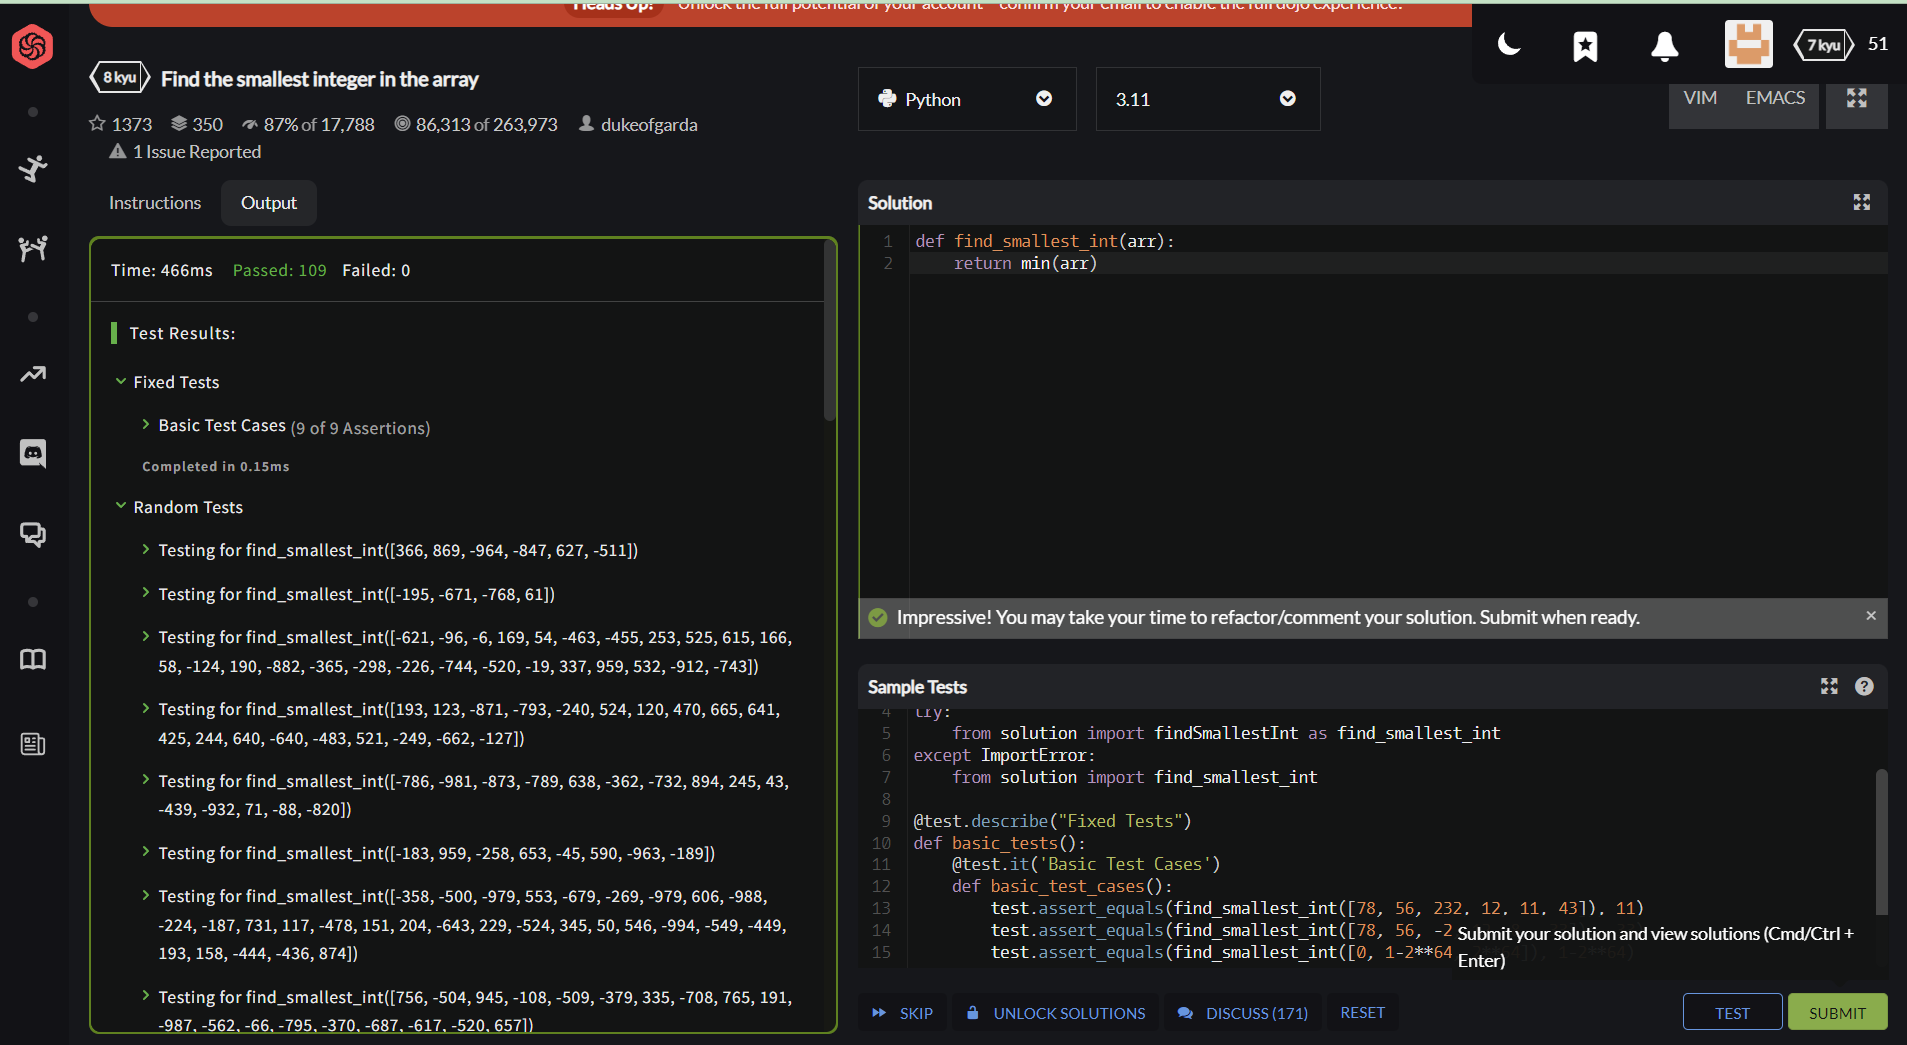 Heads Up! Unlock the full potential of your account - confirm your email to enable the full dojo experience.
7 kyu 51
8 kyu Find the smallest integer in the array
1373 350 87% of 17,788 86,313 of 263,973 dukeofgarda
1 Issue Reported
Python 3.11 VIM EMACS
Instructions Output
Time: 466ms Passed: 109 Failed: 0
Test Results:
Fixed Tests
Basic Test Cases (9 of 9 Assertions)
Completed in 0.15ms
Random Tests
Testing for find_smallest_int([366, 869, -964, -847, 627, -511])
Testing for find_smallest_int([-195, -671, -768, 61])
Testing for find_smallest_int([-621, -96, -6, 169, 54, -463, -455, 253, 525, 615, 166,
58, -124, 190, -882, -365, -298, -226, -744, -520, -19, 337, 959, 532, -912, -743])
Testing for find_smallest_int([193, 123, -871, -793, -240, 524, 120, 470, 665, 641,
425, 244, 640, -640, -483, 521, -249, -662, -127])
Testing for find_smallest_int([-786, -981, -873, -789, 638, -362, -732, 894, 245, 43,
-439, -932, 71, -88, -820])
Testing for find_smallest_int([-183, 959, -258, 653, -45, 590, -963, -189])
Testing for find_smallest_int([-358, -500, -979, 553, -679, -269, -979, 606, -988,
-224, -187, 731, 117, -478, 151, 204, -643, 229, -524, 345, 50, 546, -994, -549, -449,
193, 158, -444, -436, 874])
Testing for find_smallest_int([756, -504, 945, -108, -509, -379, 335, -708, 765, 191,
-987, -562, -66, -795, -370, -687, -617, -520, 657])
Solution
1 def find_smallest_int(arr):
2 return min(arr)
Impressive! You may take your time to refactor/comment your solution. Submit when ready.
Sample Tests
4 try:
5 from solution import findSmallestInt as find_smallest_int
6 except ImportError:
7 from solution import find_smallest_int
8
9 @test.describe("Fixed Tests")
10 def basic_tests():
11 @test.it('Basic Test Cases')
12 def basic_test_cases():
13 test.assert_equals(find_smallest_int([78, 56, 232, 12, 11, 43]), 11)
14 test.assert_equals(find_smallest_int([78, 56, -2
15 test.assert_equals(find_smallest_int([0, 1-2**64
Submit your solution and view solutions (Cmd/Ctrl +
Enter)
SKIP UNLOCK SOLUTIONS DISCUSS (171) RESET TEST SUBMIT